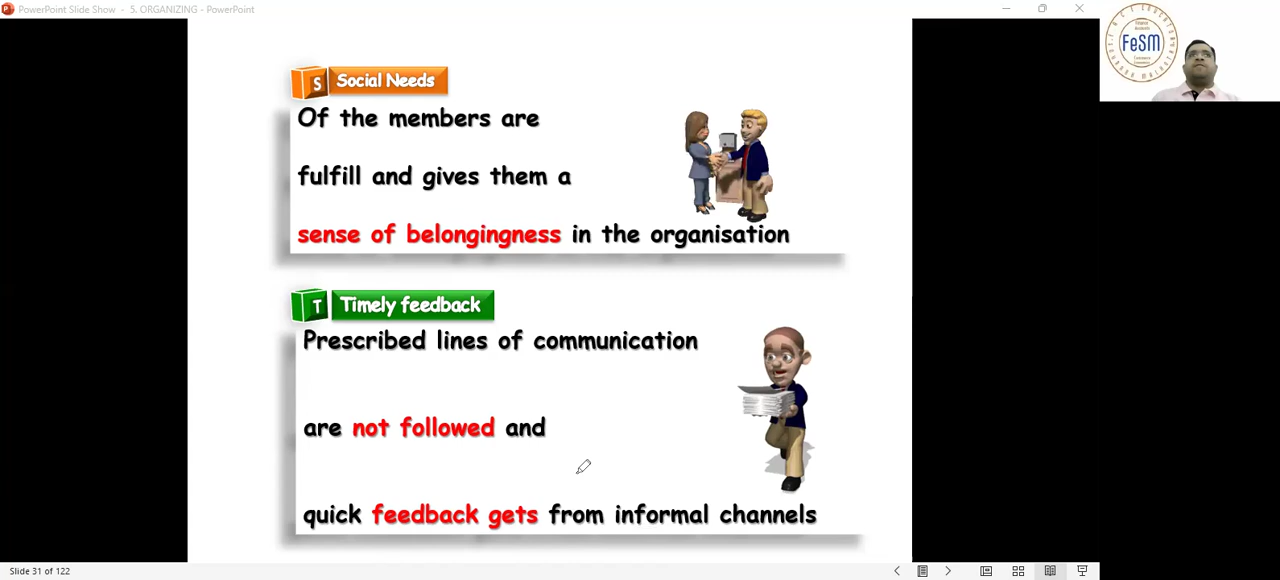 PowerPoint Slide Show - 5. ORGANIZING - PowerPoint
FeSM
S Social Needs
Of the members are
fulfill and gives them a
sense of belongingness in the organisation
T Timely feedback
Prescribed lines of communication
are not followed and
quick feedback gets from informal channels
Slide 31 of 122